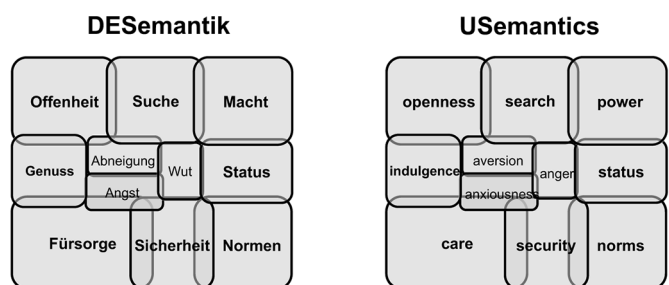 DESemantik
Offenheit Suche Macht
Genuss Abneigung Wut Status
Angst
Fürsorge Sicherheit Normen
USemantics
openness search power
indulgence aversion anger status
anxiousness
care security norms